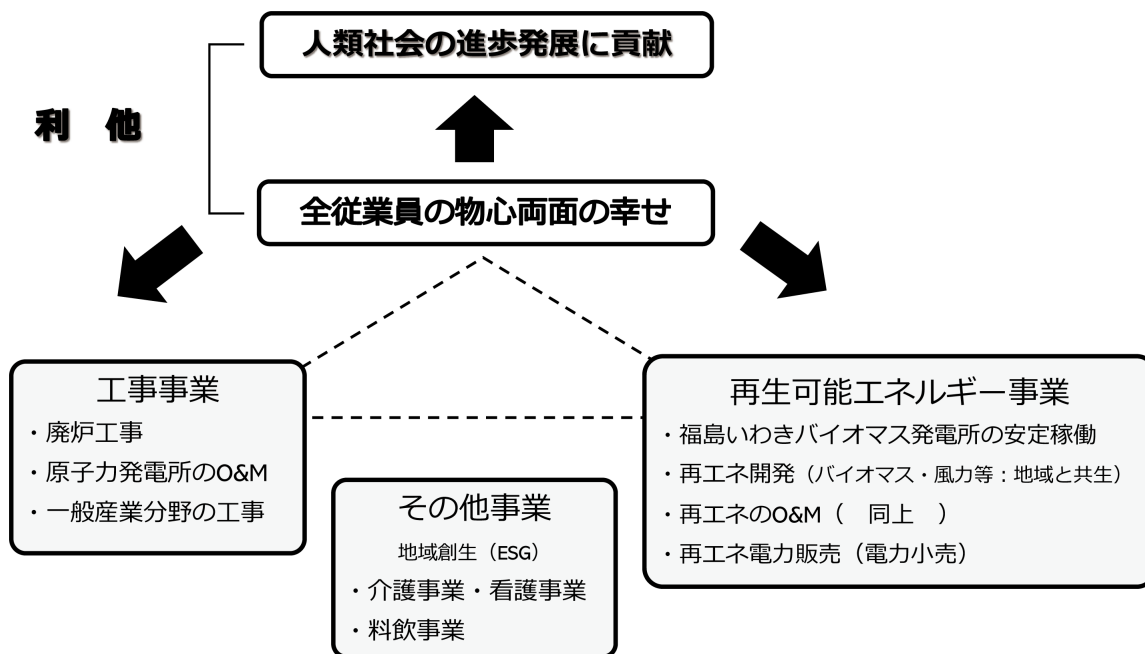 人類社会の進歩発展に貢献
利 他
全従業員の物心両面の幸せ
工事事業
・廃炉工事
・原子力発電所のO&M
・一般産業分野の工事
その他事業
地域創生（ESG）
・介護事業・看護事業
・料飲事業
再生可能エネルギー事業
・福島いわきバイオマス発電所の安定稼働
・再エネ開発（バイオマス・風力等：地域と共生）
・再エネのO&M（ 同上 ）
・再エネ電力販売（電力小売）